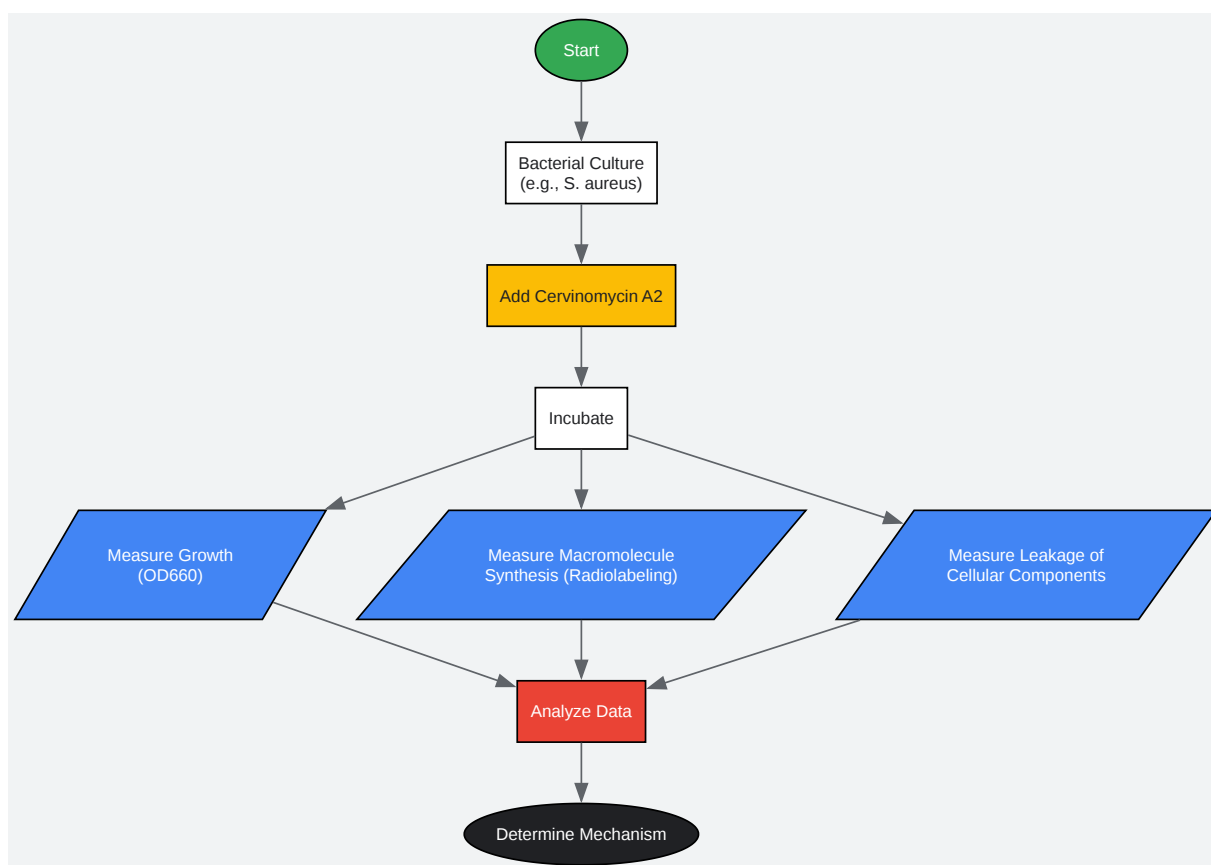 Start
Bacterial Culture
(e.g., S. aureus)
Add Cervinomycin A2
Incubate
Measure Growth
(OD660)
Measure Macromolecule
Synthesis (Radiolabeling)
Measure Leakage of
Cellular Components
Analyze Data
Determine Mechanism